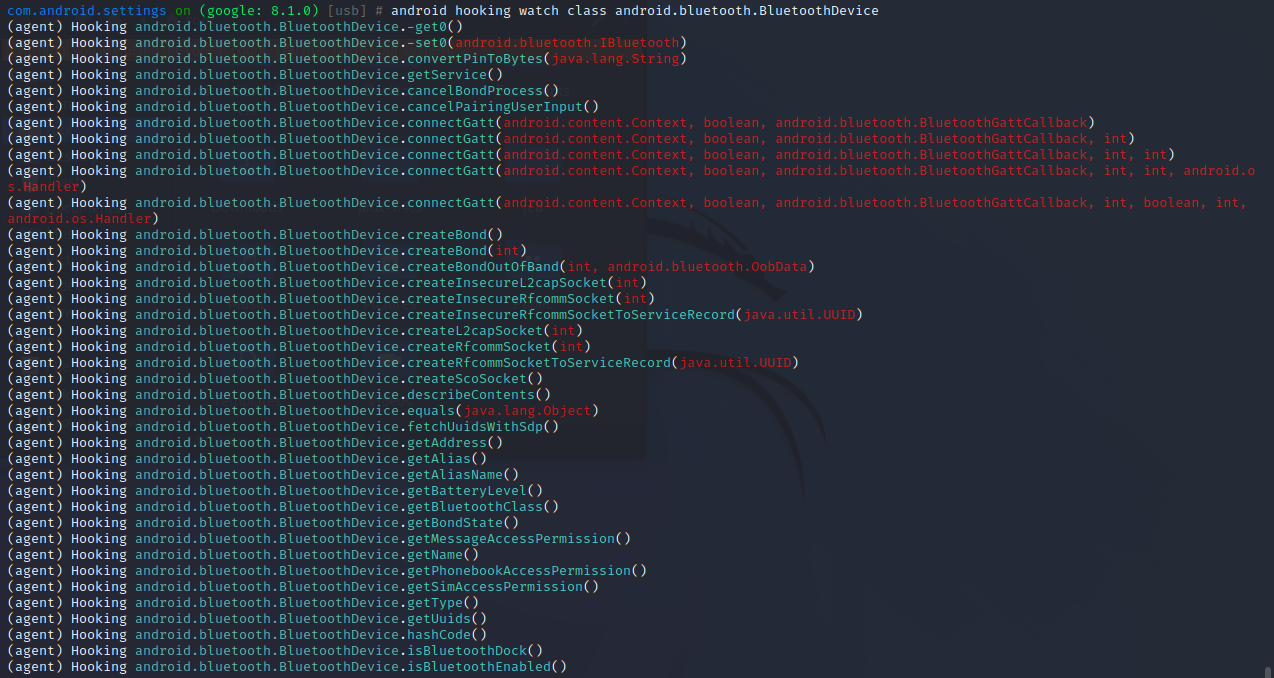 com.android.settings on (google: 8.1.0) [usb] # android hooking watch class android.bluetooth.BluetoothDevice
(agent) Hooking android.bluetooth.BluetoothDevice.-get0()
(agent) Hooking android.bluetooth.BluetoothDevice.-set0(android.bluetooth.IBluetooth)
(agent) Hooking android.bluetooth.BluetoothDevice.convertPinToBytes(java.lang.String)
(agent) Hooking android.bluetooth.BluetoothDevice.getService()
(agent) Hooking android.bluetooth.BluetoothDevice.cancelBondProcess()
(agent) Hooking android.bluetooth.BluetoothDevice.cancelPairingUserInput()
(agent) Hooking android.bluetooth.BluetoothDevice.connectGatt(android.content.Context, boolean, android.bluetooth.BluetoothGattCallback)
(agent) Hooking android.bluetooth.BluetoothDevice.connectGatt(android.content.Context, boolean, android.bluetooth.BluetoothGattCallback, int)
(agent) Hooking android.bluetooth.BluetoothDevice.connectGatt(android.content.Context, boolean, android.bluetooth.BluetoothGattCallback, int, int)
(agent) Hooking android.bluetooth.BluetoothDevice.connectGatt(android.content.Context, boolean, android.bluetooth.BluetoothGattCallback, int, int, android.o
s.Handler)
(agent) Hooking android.bluetooth.BluetoothDevice.connectGatt(android.content.Context, boolean, android.bluetooth.BluetoothGattCallback, int, boolean, int,
android.os.Handler)
(agent) Hooking android.bluetooth.BluetoothDevice.createBond()
(agent) Hooking android.bluetooth.BluetoothDevice.createBond(int)
(agent) Hooking android.bluetooth.BluetoothDevice.createBondOutOfBand(int, android.bluetooth.OobData)
(agent) Hooking android.bluetooth.BluetoothDevice.createInsecureL2capSocket(int)
(agent) Hooking android.bluetooth.BluetoothDevice.createInsecureRfcommSocket(int)
(agent) Hooking android.bluetooth.BluetoothDevice.createInsecureRfcommSocketToServiceRecord(java.util.UUID)
(agent) Hooking android.bluetooth.BluetoothDevice.createL2capSocket(int)
(agent) Hooking android.bluetooth.BluetoothDevice.createRfcommSocket(int)
(agent) Hooking android.bluetooth.BluetoothDevice.createRfcommSocketToServiceRecord(java.util.UUID)
(agent) Hooking android.bluetooth.BluetoothDevice.createScoSocket()
(agent) Hooking android.bluetooth.BluetoothDevice.describeContents()
(agent) Hooking android.bluetooth.BluetoothDevice.equals(java.lang.Object)
(agent) Hooking android.bluetooth.BluetoothDevice.fetchUuidsWithSdp()
(agent) Hooking android.bluetooth.BluetoothDevice.getAddress()
(agent) Hooking android.bluetooth.BluetoothDevice.getAlias()
(agent) Hooking android.bluetooth.BluetoothDevice.getAliasName()
(agent) Hooking android.bluetooth.BluetoothDevice.getBatteryLevel()
(agent) Hooking android.bluetooth.BluetoothDevice.getBluetoothClass()
(agent) Hooking android.bluetooth.BluetoothDevice.getBondState()
(agent) Hooking android.bluetooth.BluetoothDevice.getMessageAccessPermission()
(agent) Hooking android.bluetooth.BluetoothDevice.getName()
(agent) Hooking android.bluetooth.BluetoothDevice.getPhonebookAccessPermission()
(agent) Hooking android.bluetooth.BluetoothDevice.getSimAccessPermission()
(agent) Hooking android.bluetooth.BluetoothDevice.getType()
(agent) Hooking android.bluetooth.BluetoothDevice.getUuids()
(agent) Hooking android.bluetooth.BluetoothDevice.hashCode()
(agent) Hooking android.bluetooth.BluetoothDevice.isBluetoothDock()
(agent) Hooking android.bluetooth.BluetoothDevice.isBluetoothEnabled()